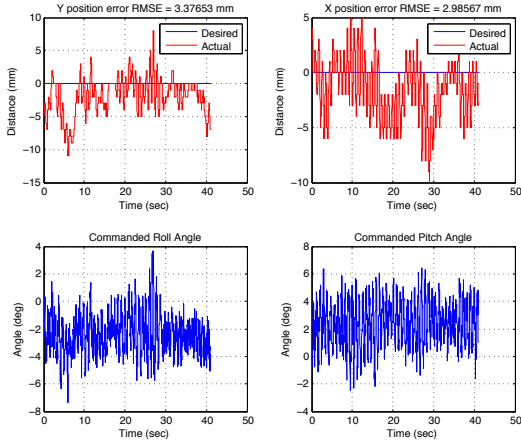 Y position error RMSE = 3.37653 mm
10
5
0
-5
-10
-15
Distance (mm)
Desired
Actual
0 10 20 30 40 50
Time (sec)
X position error RMSE = 2.98567 mm
5
0
-5
-10
Distance (mm)
Desired
Actual
0 10 20 30 40 50
Time (sec)
Commanded Roll Angle
4
2
0
-2
-4
-6
-8
Angle (deg)
0 10 20 30 40 50
Time (sec)
Commanded Pitch Angle
8
6
4
2
0
-2
-4
Angle (deg)
0 10 20 30 40 50
Time (sec)